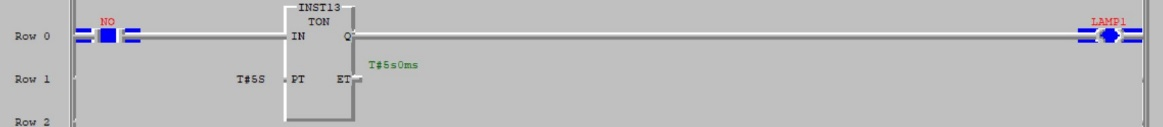 INST13
NO TON LAMP1
Row 0 IN Q
T#5s0ms
Row 1 T#5S PT ET
Row 2